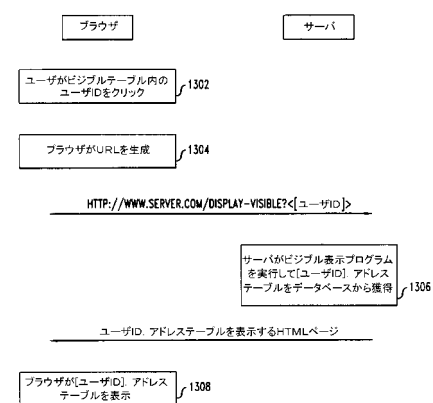 ブラウザ
サーバ
ユーザがビジブルテーブル内の
ユーザIDをクリック
1302
ブラウザがURLを生成
1304
HTTP://WWW.SERVER.COM/DISPLAY-VISIBLE?<[ユーザID]>
サーバがビジブル表示プログラム
を実行して[ユーザID]. アドレス
テーブルをデータベースから獲得
1306
ユーザID. アドレステーブルを表示するHTMLページ
ブラウザが[ユーザID]. アドレス
テーブルを表示
1308